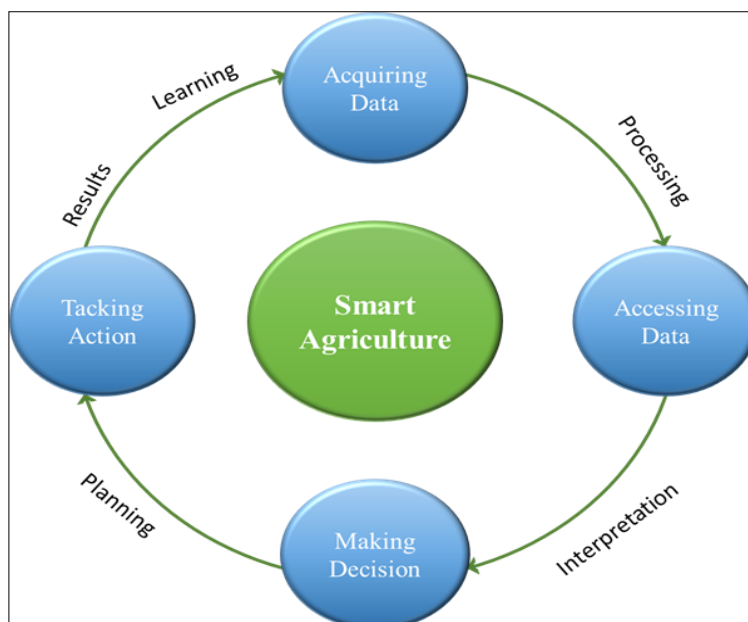 Acquiring
Data
Learning
Processing
Results
Tacking
Action
Smart
Agriculture
Accessing
Data
Planning
Interpretation
Making
Decision